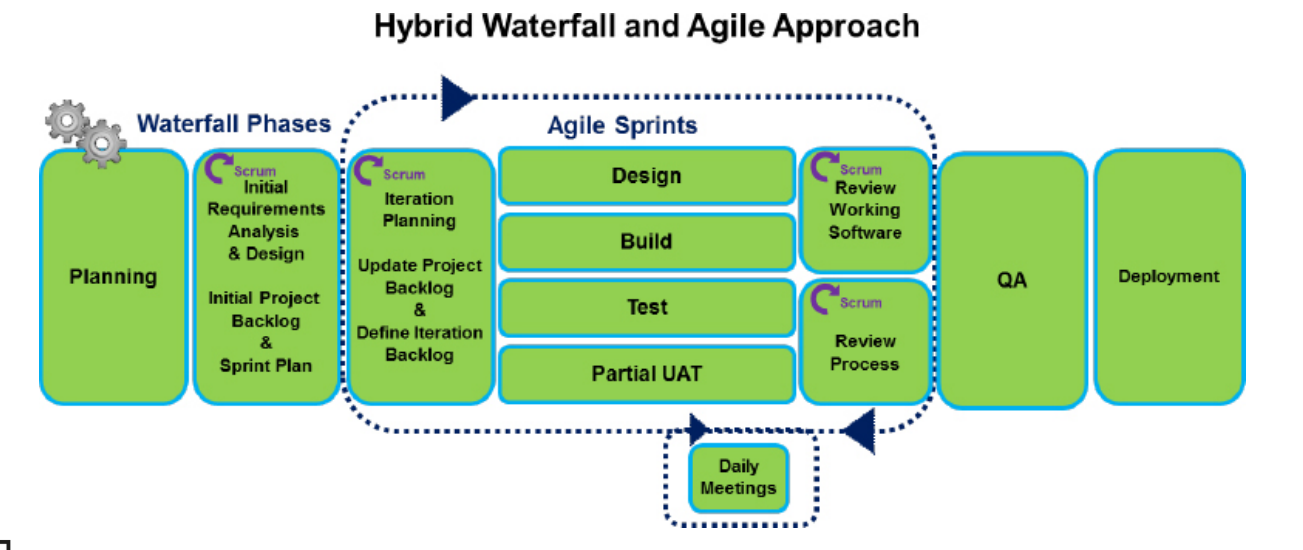 Hybrid Waterfall and Agile Approach
Waterfall Phases
Agile Sprints
Planning
Scrum
Initial
Requirements
Analysis
& Design
Initial Project
Backlog
&
Sprint Plan
Scrum
Iteration
Planning
Update Project
Backlog
&
Define Iteration
Backlog
Design
Build
Test
Partial UAT
Scrum
Review
Working
Software
Scrum
Review
Process
QA
Deployment
Daily
Meetings